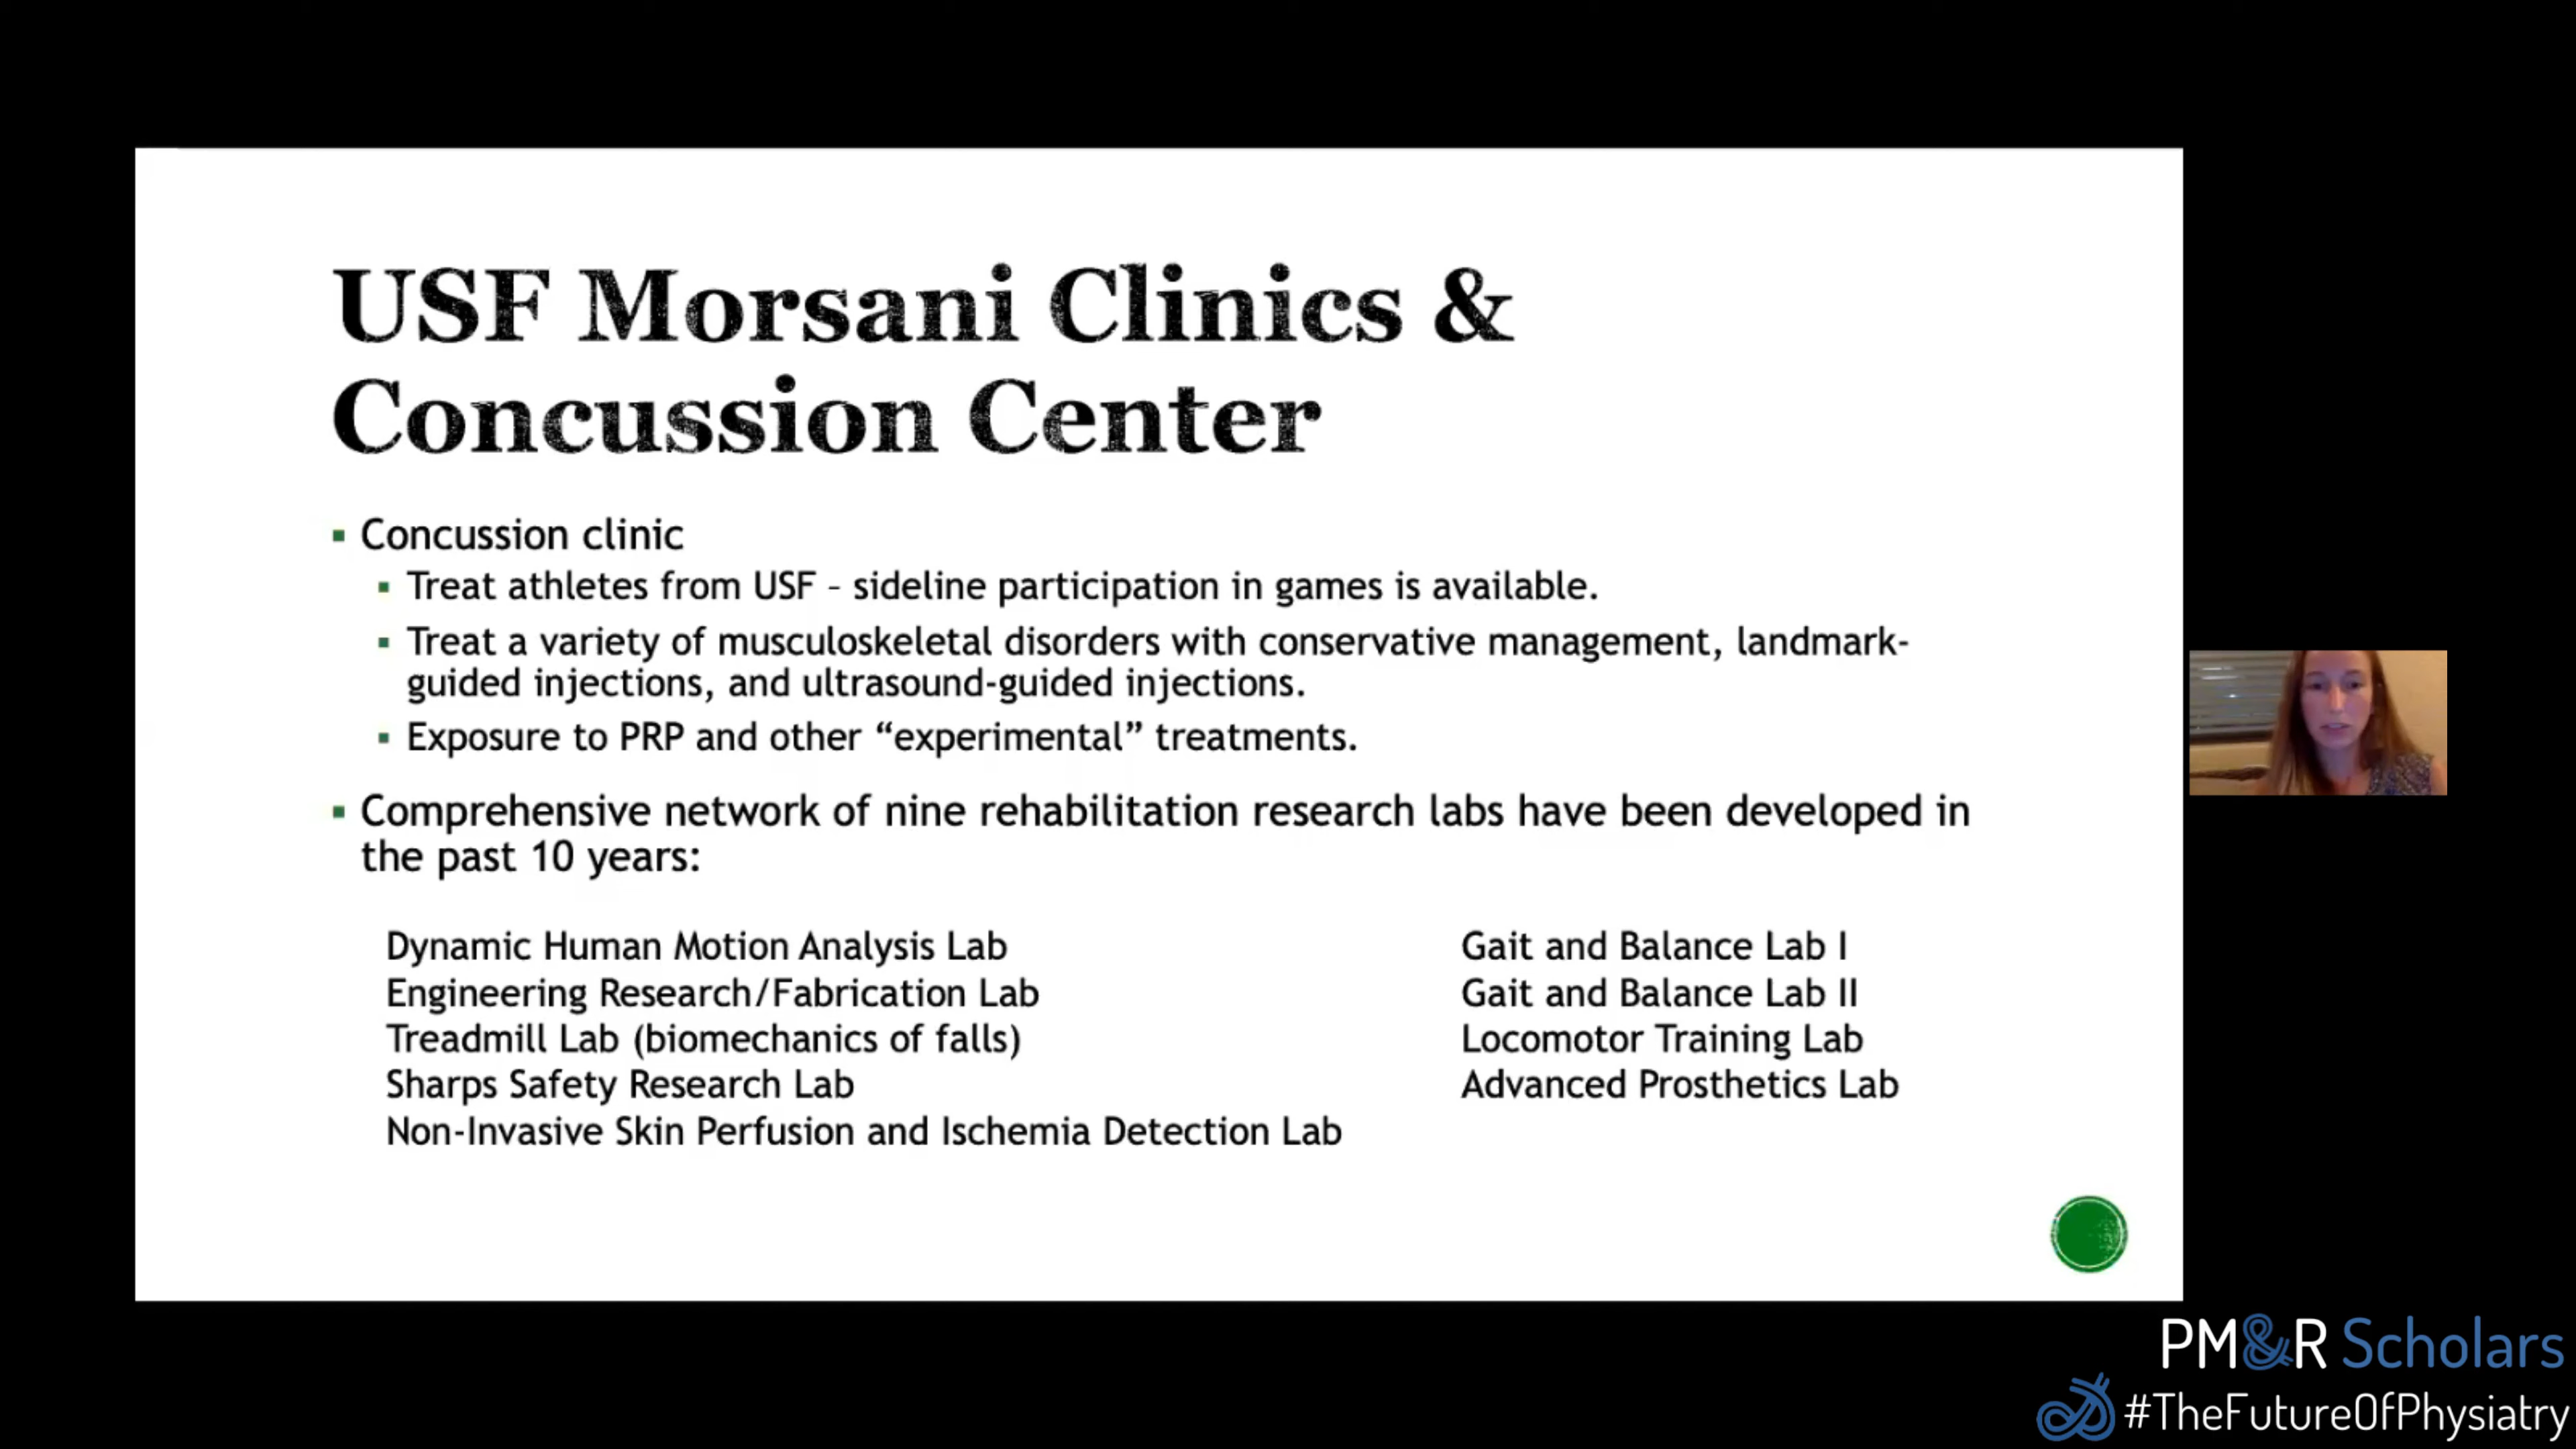 USF Morsani Clinics &
Concussion Center
Concussion clinic
Treat athletes from USF – sideline participation in games is available.
Treat a variety of musculoskeletal disorders with conservative management, landmark-
guided injections, and ultrasound-guided injections.
Exposure to PRP and other “experimental” treatments.
Comprehensive network of nine rehabilitation research labs have been developed in
the past 10 years:
Dynamic Human Motion Analysis Lab
Engineering Research/Fabrication Lab
Treadmill Lab (biomechanics of falls)
Sharps Safety Research Lab
Non-Invasive Skin Perfusion and Ischemia Detection Lab
Gait and Balance Lab I
Gait and Balance Lab II
Locomotor Training Lab
Advanced Prosthetics Lab
PM&R Scholars
#TheFutureOfPhysiatry